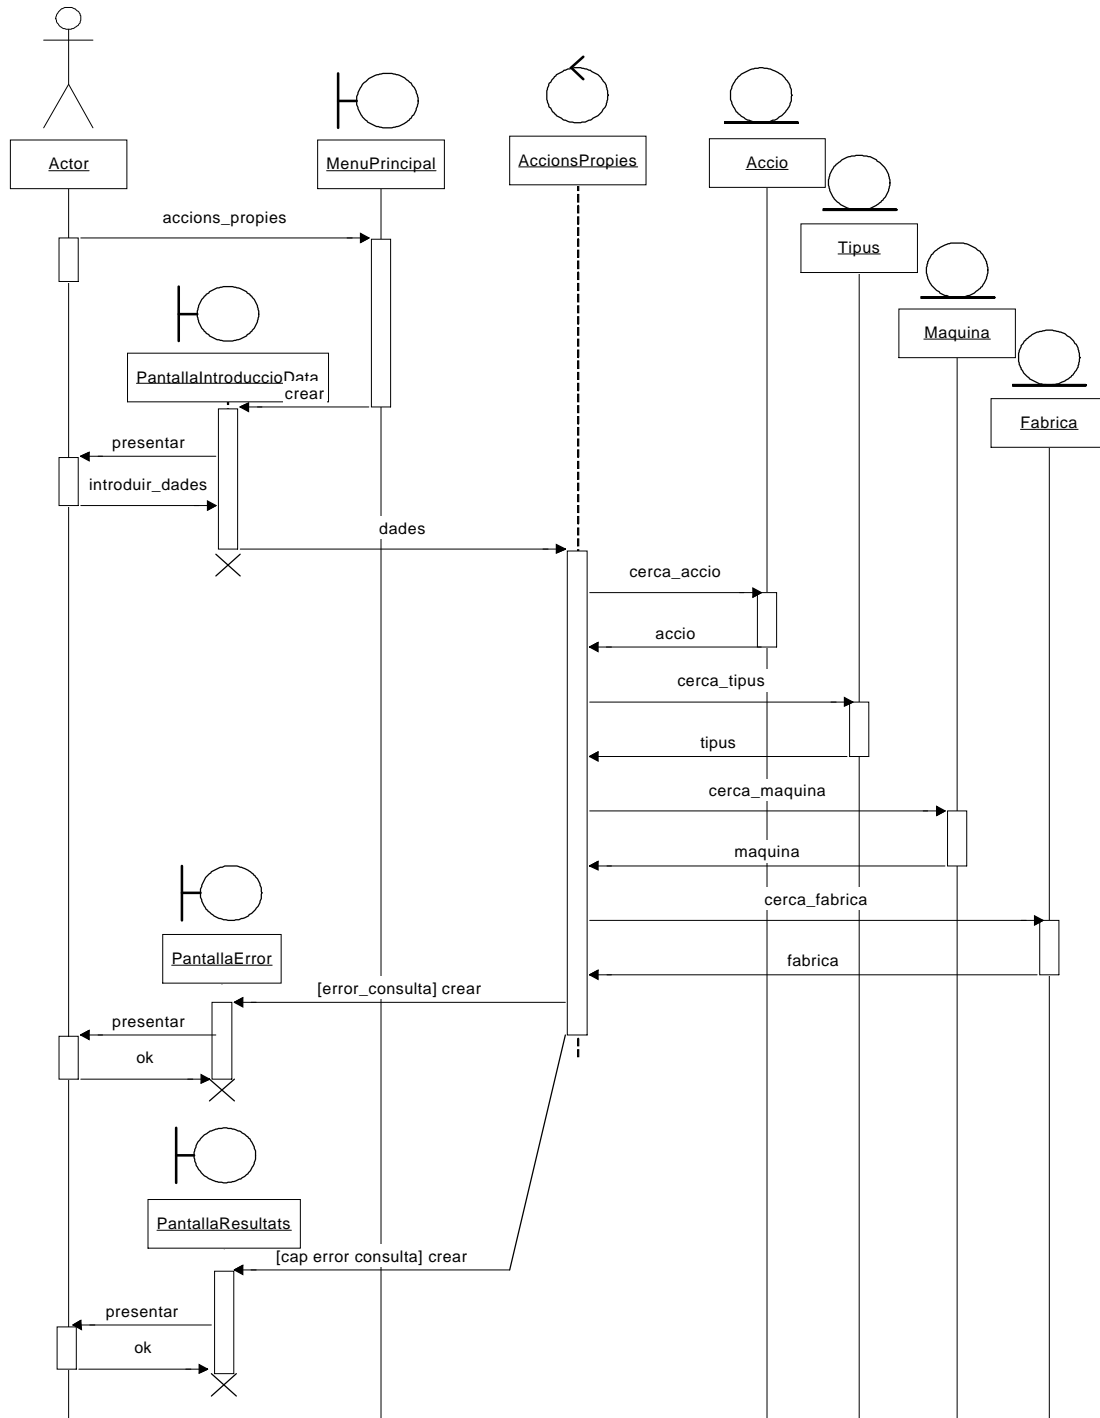 Actor
MenuPrincipal
AccionsPropies
Accio
Tipus
Maquina
Fabrica
accions_propies
PantallaIntroduccioData
crear
presentar
introduir_dades
dades
cerca_accio
accio
cerca_tipus
tipus
cerca_maquina
maquina
cerca_fabrica
fabrica
PantallaError
[error_consulta] crear
presentar
ok
PantallaResultats
[cap error consulta] crear
presentar
ok